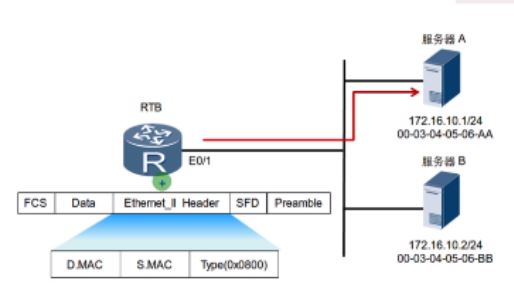 服务器 A
172.16.10.1/24
00-03-04-05-06-AA
RTB
R
E0/1
服务器 B
FCS Data Ethernet_II Header SFD Preamble
172.16.10.2/24
00-03-04-05-06-BB
D.MAC S.MAC Type(0x0800)